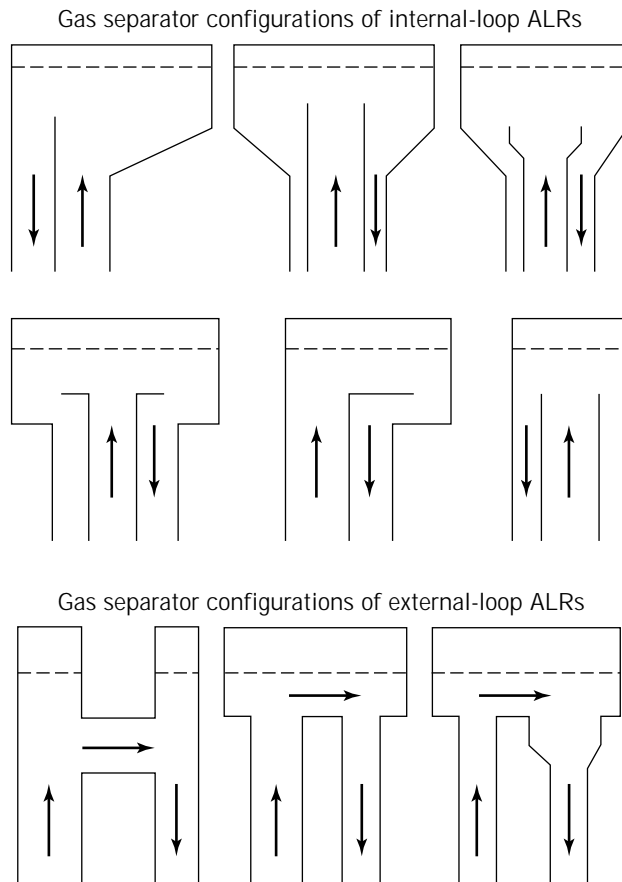 Gas separator configurations of internal-loop ALRs
Gas separator configurations of external-loop ALRs